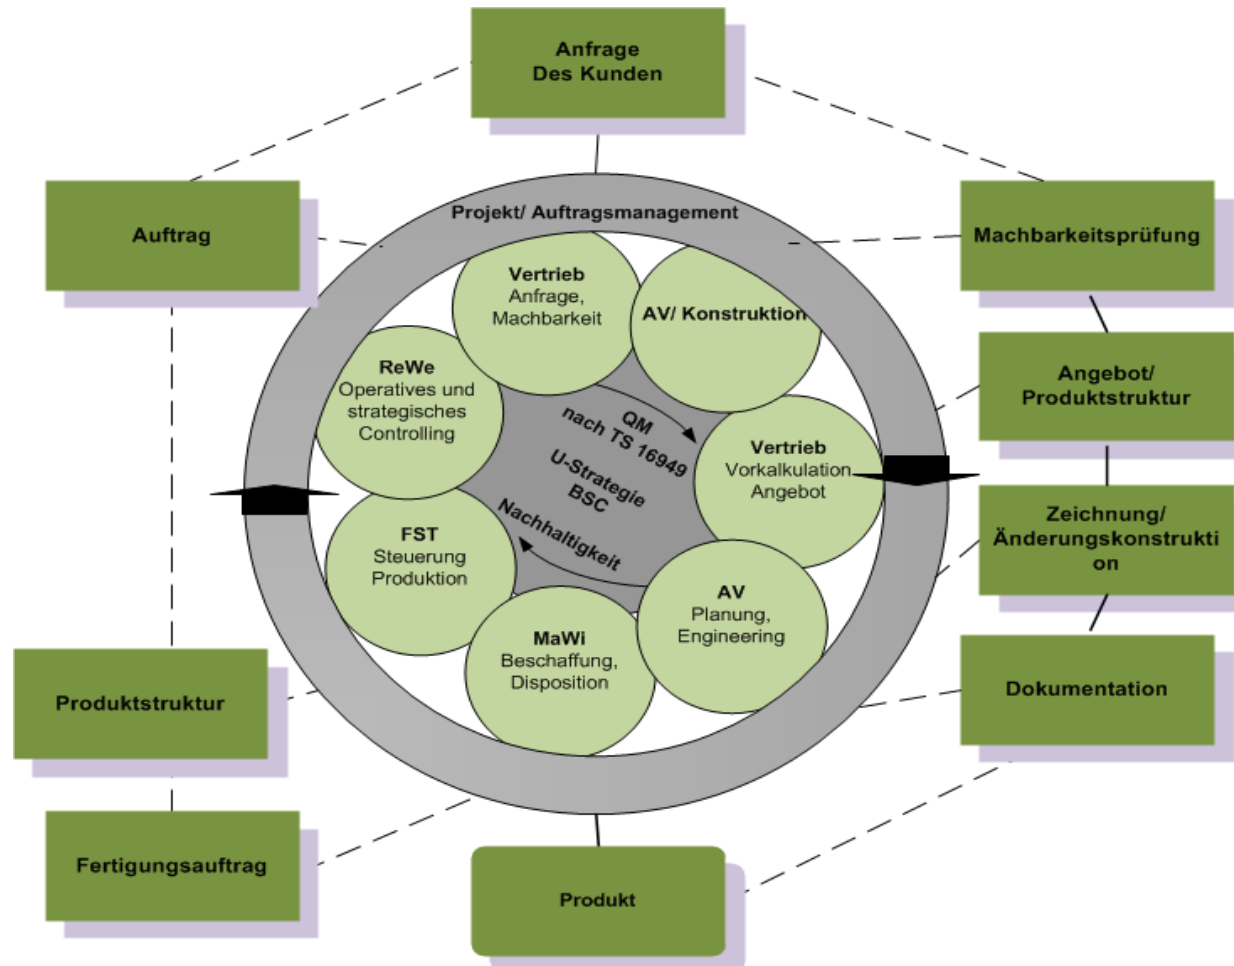 Anfrage
Des Kunden
Auftrag
Projekt/ Auftragsmanagement
Machbarkeitsprüfung
Vertrieb
Anfrage,
Machbarkeit
AV/ Konstruktion
ReWe
Operatives und
strategisches
Controlling
QM
nach TS 16949
U-Strategie
BSC
Nachhaltigkeit
Vertrieb
Vorkalkulation
Angebot
Angebot/
Produktstruktur
FST
Steuerung
Produktion
Zeichnung/
Änderungskonstrukti
on
AV
Planung,
Engineering
MaWi
Beschaffung,
Disposition
Produktstruktur
Dokumentation
Fertigungsauftrag
Produkt